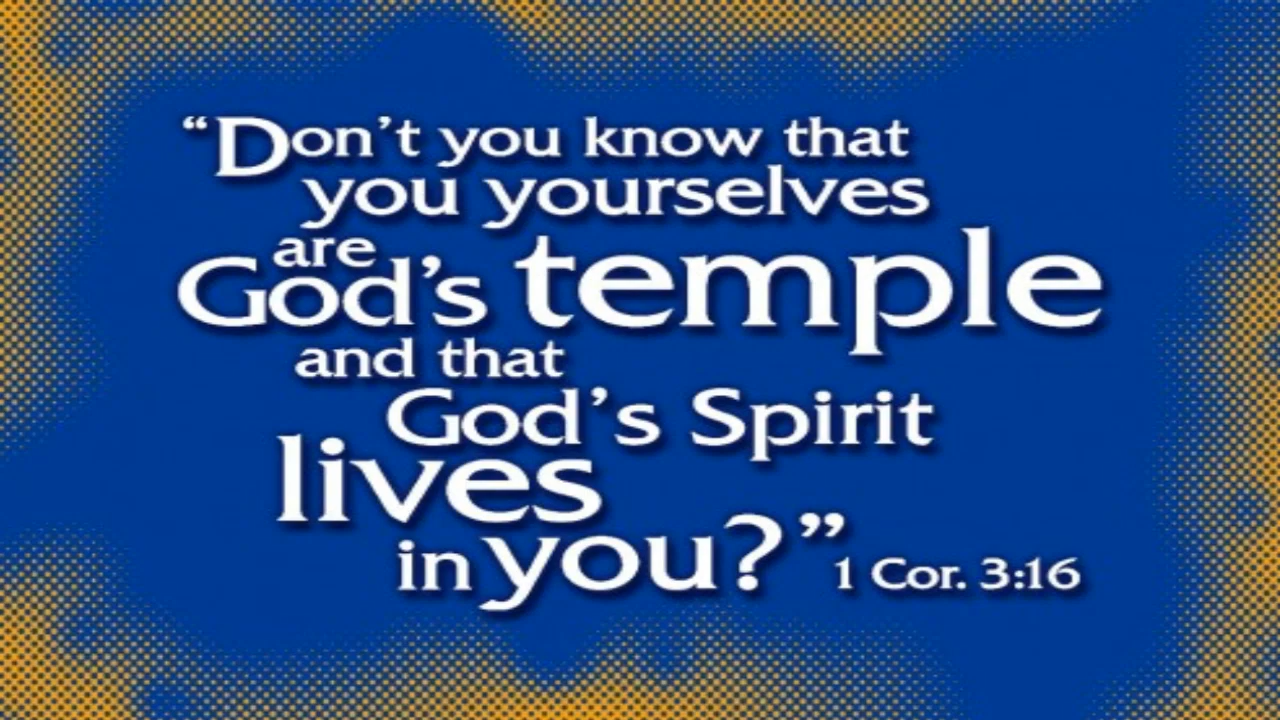 “Don’t you know that
you yourselves
are
God’s temple
and that
God’s Spirit
lives
in you?”
1 Cor. 3:16